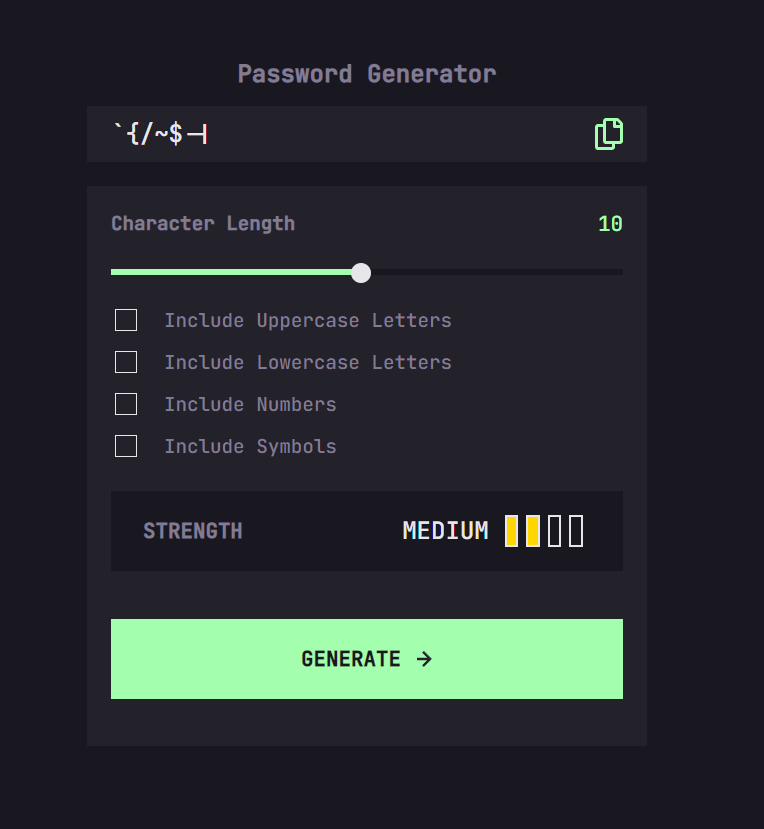 Password Generator
`{/~$-|
Character Length
10
Include Uppercase Letters
Include Lowercase Letters
Include Numbers
Include Symbols
STRENGTH
MEDIUM
GENERATE →